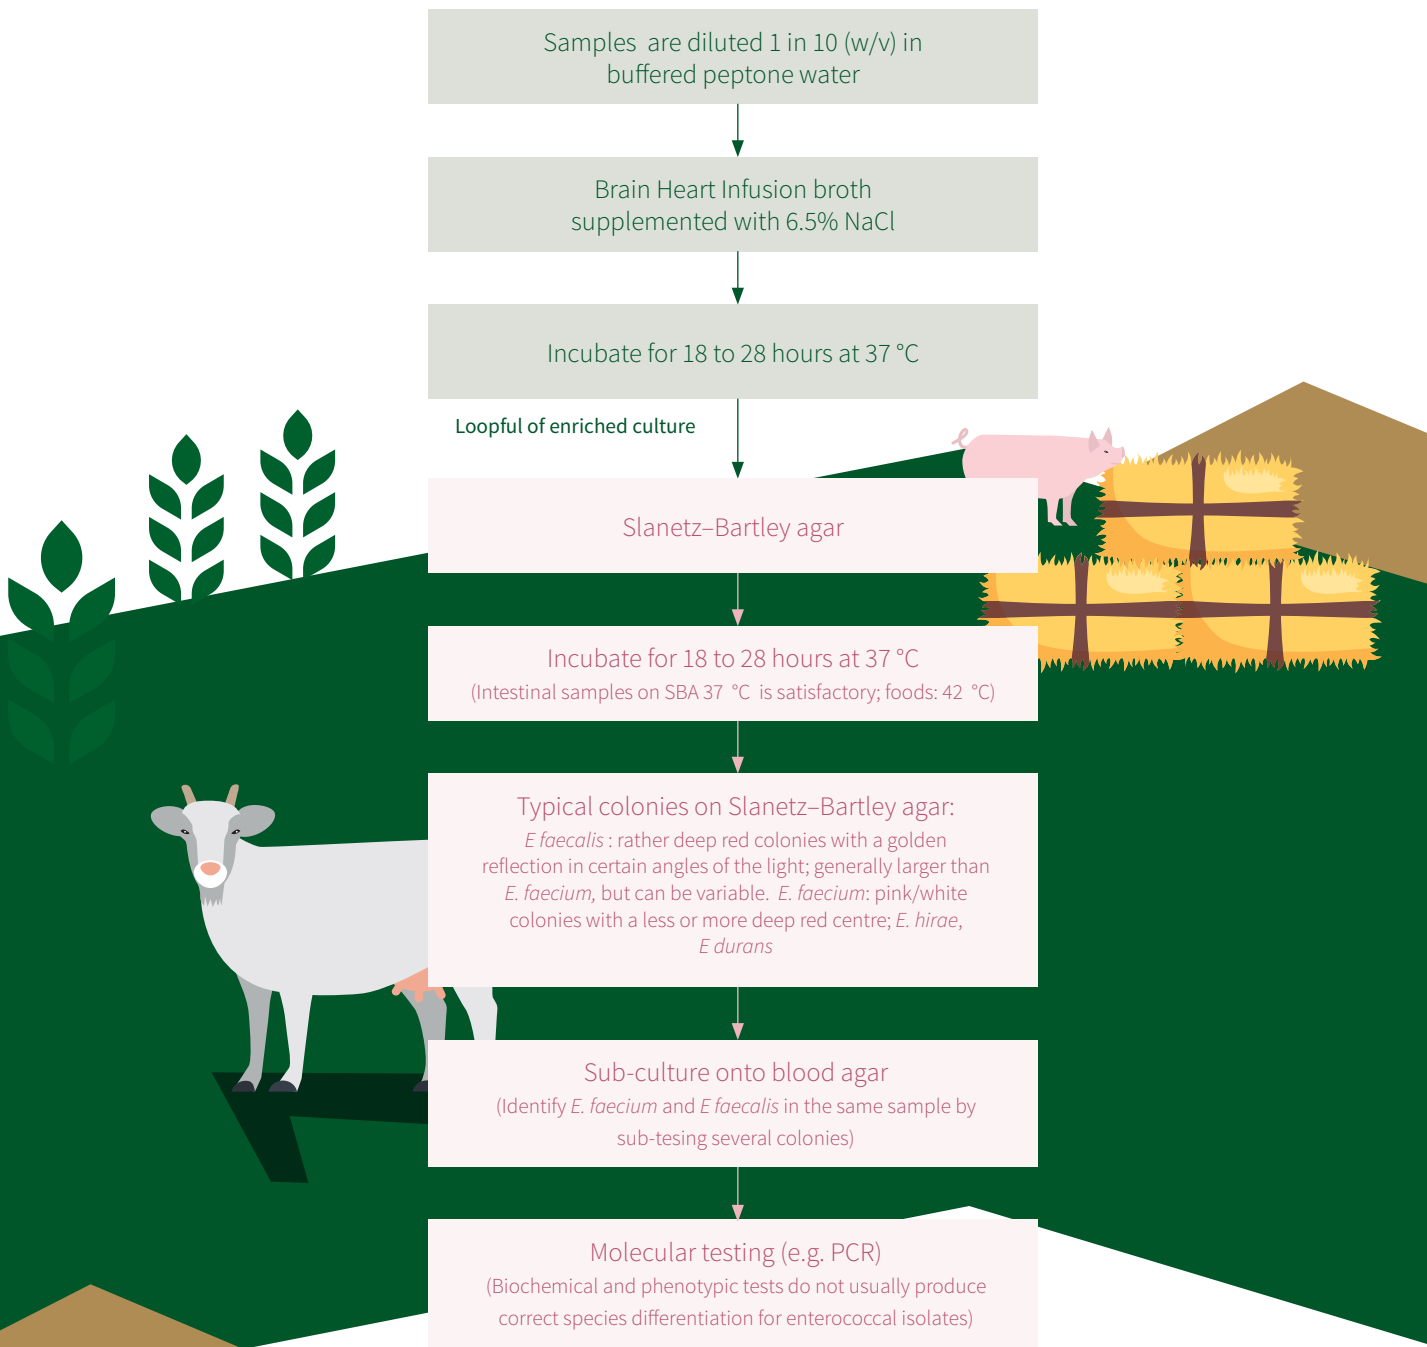 Samples are diluted 1 in 10 (w/v) in
buffered peptone water
Brain Heart Infusion broth
supplemented with 6.5% NaCl
Incubate for 18 to 28 hours at 37 °C
Loopful of enriched culture
Slanetz–Bartley agar
Incubate for 18 to 28 hours at 37 °C
(Intestinal samples on SBA 37 °C is satisfactory; foods: 42 °C)
Typical colonies on Slanetz–Bartley agar:
E faecalis : rather deep red colonies with a golden
reflection in certain angles of the light; generally larger than
E. faecium, but can be variable. E. faecium: pink/white
colonies with a less or more deep red centre; E. hirae,
E durans
Sub-culture onto blood agar
(Identify E. faecium and E faecalis in the same sample by
sub-tesing several colonies)
Molecular testing (e.g. PCR)
(Biochemical and phenotypic tests do not usually produce
correct species differentiation for enterococcal isolates)